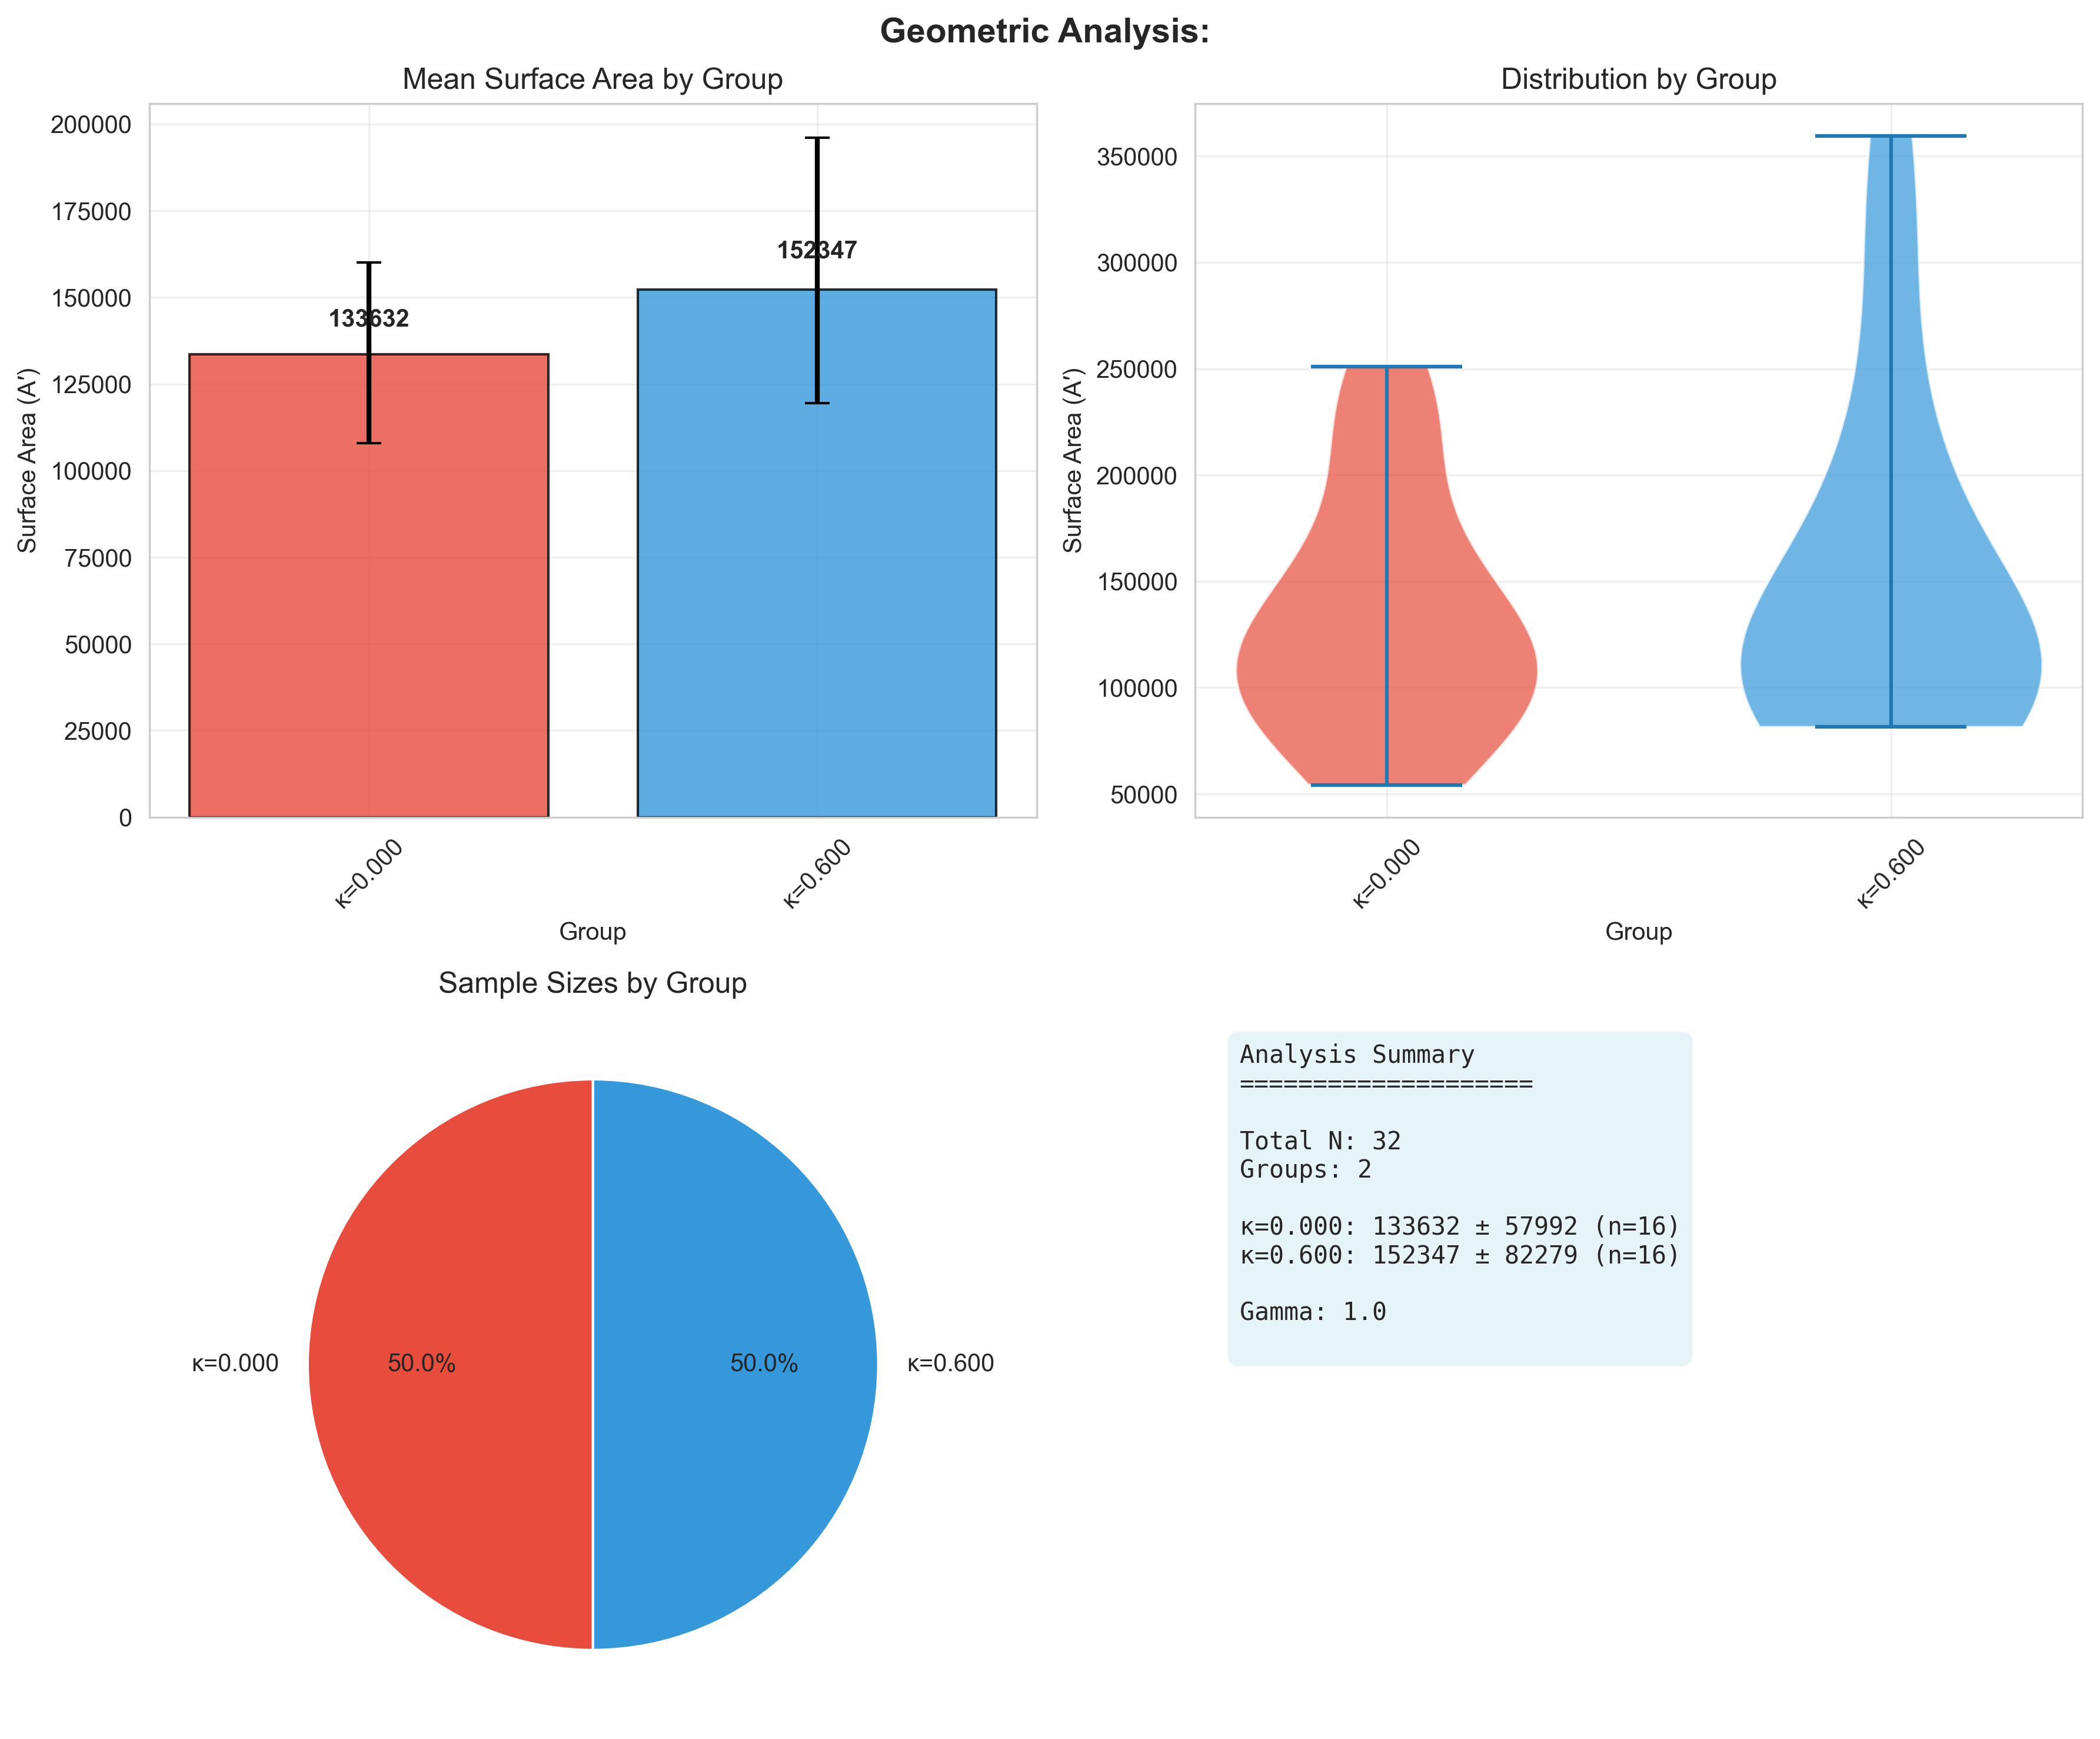 Geometric Analysis:
Mean Surface Area by Group
200000
175000
150000
125000
100000
75000
50000
25000
0
Surface Area (A')
133632
152347
κ=0.000
κ=0.600
Group
Distribution by Group
350000
300000
250000
200000
150000
100000
50000
Surface Area (A')
κ=0.000
κ=0.600
Group
Sample Sizes by Group
κ=0.000
50.0%
50.0%
κ=0.600
Analysis Summary
====================
Total N: 32
Groups: 2
κ=0.000: 133632 ± 57992 (n=16)
κ=0.600: 152347 ± 82279 (n=16)
Gamma: 1.0